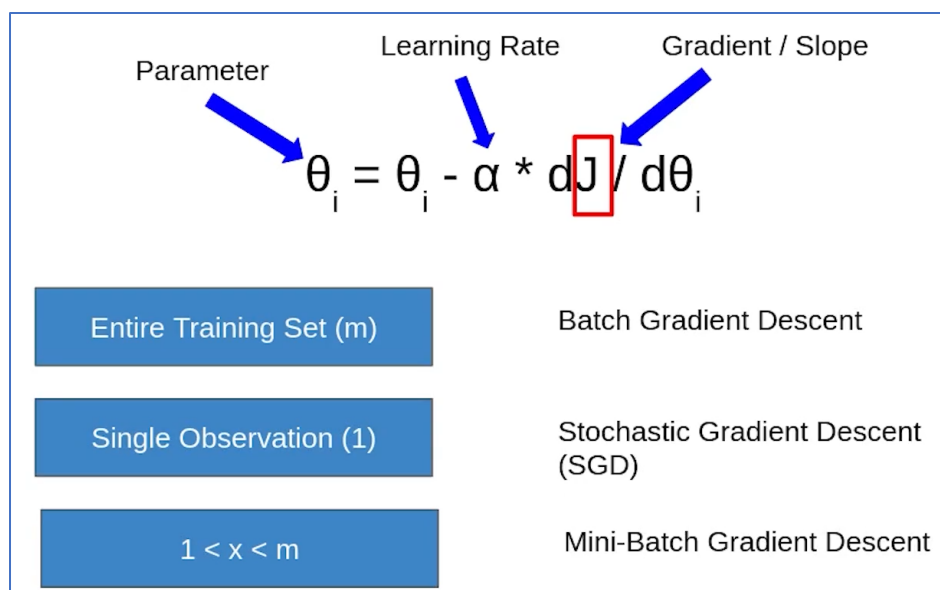 Learning Rate
Gradient / Slope
Parameter
θi = θi - α * dJ / dθi
Entire Training Set (m)
Batch Gradient Descent
Single Observation (1)
Stochastic Gradient Descent
(SGD)
1 < x < m
Mini-Batch Gradient Descent